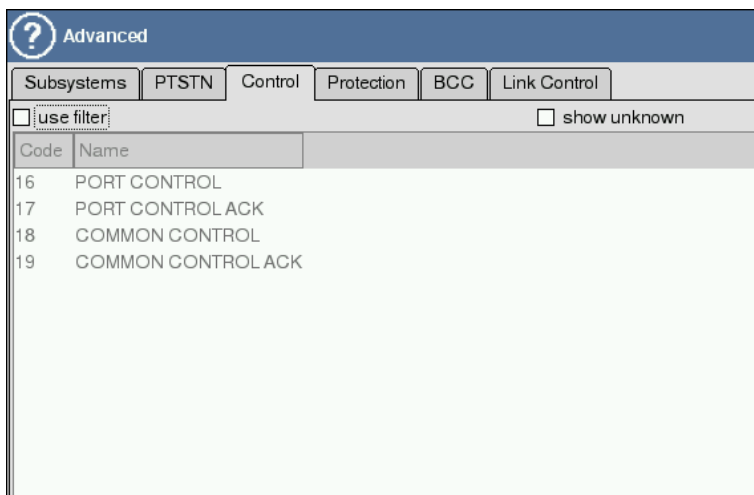 ? Advanced
Subsystems PTSTN Control Protection BCC Link Control
use filter show unknown
Code Name
16 PORT CONTROL
17 PORT CONTROL ACK
18 COMMON CONTROL
19 COMMON CONTROL ACK